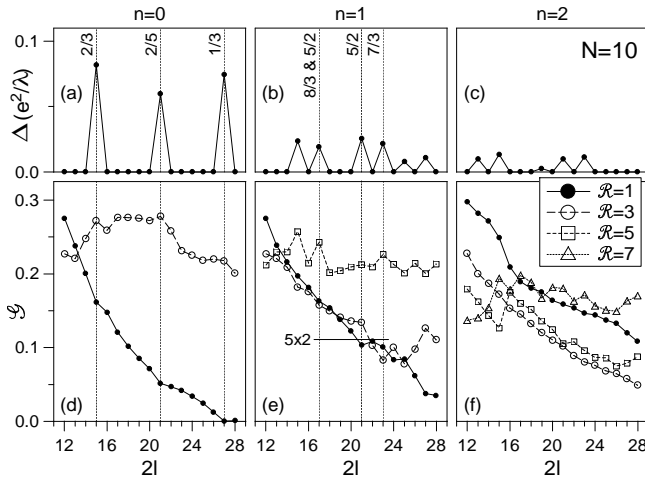 n=0 n=1 n=2
0.1
0.0
Δ (e²/λ)
2/3 2/5 1/3
8/3 & 5/2 5/2 7/3
N=10
(a) (b) (c)
0.3
0.2
0.1
0.0
𝒢
ℛ=1
ℛ=3
ℛ=5
ℛ=7
5x2
(d) (e) (f)
12 16 20 24 28 12 16 20 24 28 12 16 20 24 28
2l 2l 2l